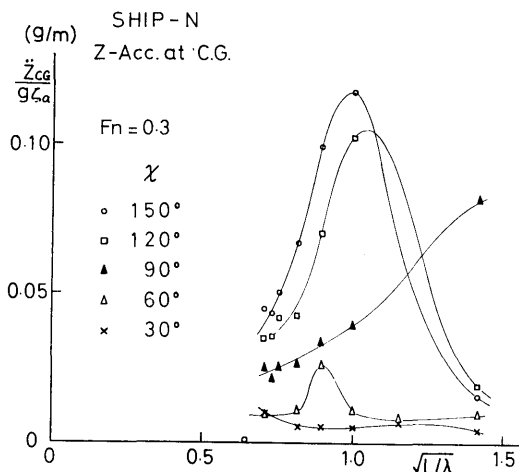 SHIP-N
(g/m)
Z-Acc. at C.G.
Z̈CG
gζa
0.10
Fn = 0.3
χ
150°
120°
0.05
90°
60°
30°
0
0
0.5
1.0
√L/λ
1.5